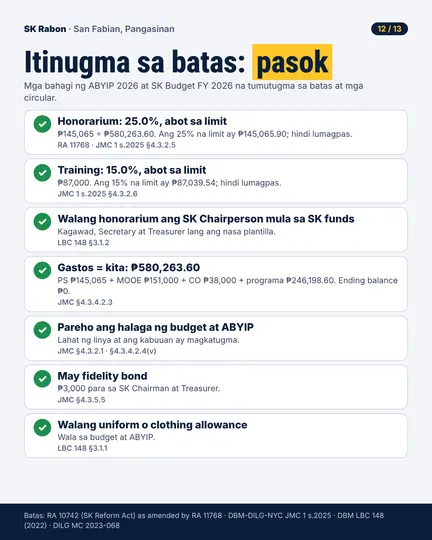 SK Rabon · San Fabian, Pangasinan
12 / 13
Itinugma sa batas: pasok
Mga bahagi ng ABYIP 2026 at SK Budget FY 2026 na tumutugma sa batas at mga
circular.
Honorarium: 25.0%, abot sa limit
₱145,065 ÷ ₱580,263.60. Ang 25% na limit ay ₱145,065.90; hindi lumagpas.
RA 11768 · JMC 1 s.2025 §4.3.2.5
Training: 15.0%, abot sa limit
₱87,000. Ang 15% na limit ay ₱87,039.54; hindi lumagpas.
JMC 1 s.2025 §4.3.2.6
Walang honorarium ang SK Chairperson mula sa SK funds
Kagawad, Secretary at Treasurer lang ang nasa plantilla.
LBC 148 §3.1.2
Gastos = kita: ₱580,263.60
PS ₱145,065 + MOOE ₱151,000 + CO ₱38,000 + programa ₱246,198.60. Ending balance
₱0.
JMC §4.3.4.2.3
Pareho ang halaga ng budget at ABYIP
Lahat ng linya at ang kabuuan ay magkatugma.
JMC §4.3.2.1 · §4.3.4.2.4(v)
May fidelity bond
₱3,000 para sa SK Chairman at Treasurer.
JMC §4.3.5.5
Walang uniform o clothing allowance
Wala sa budget at ABYIP.
LBC 148 §3.1.1
Batas: RA 10742 (SK Reform Act) as amended by RA 11768 · DBM-DILG-NYC JMC 1 s.2025 · DBM LBC 148
(2022) · DILG MC 2023-068